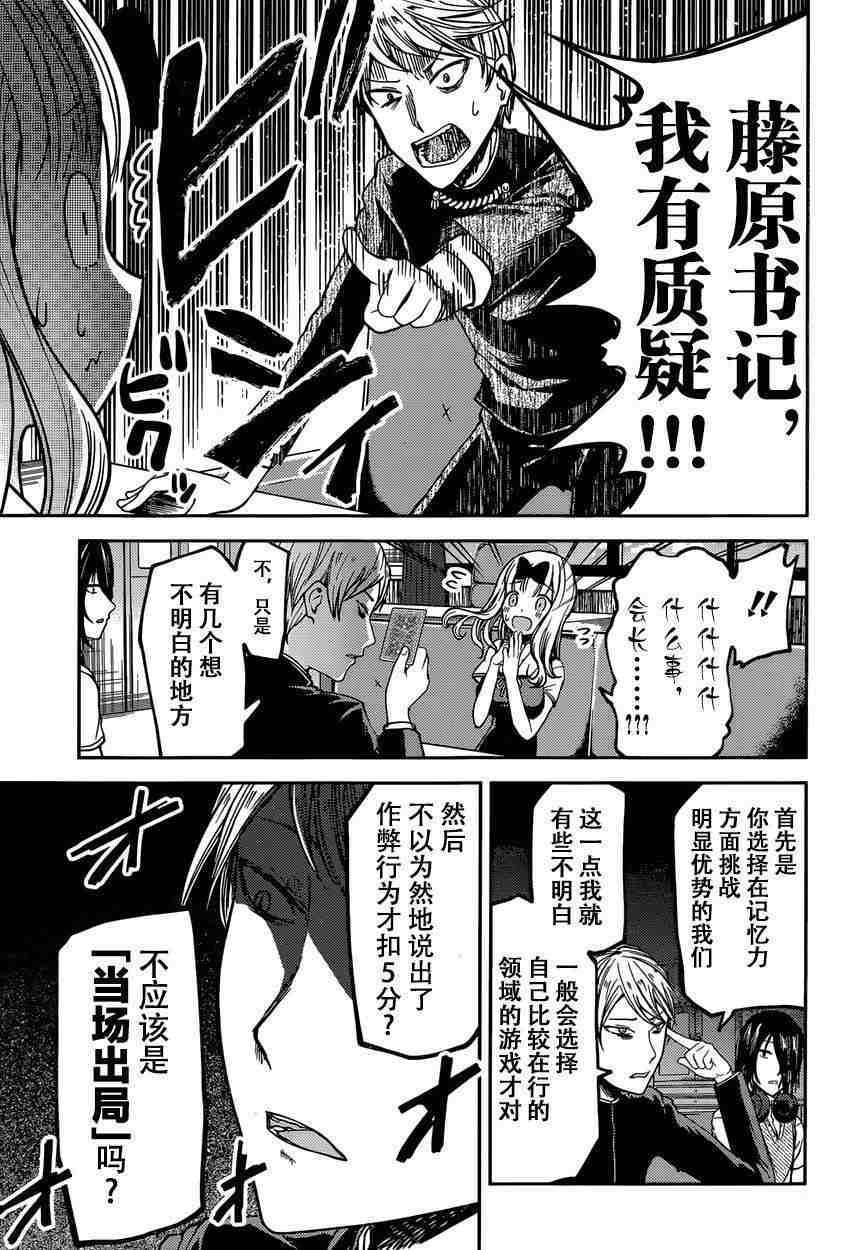 藤原书记，
我有质疑!!!
ビシィ
ビクッ
!!
什什什什
什么事，
会长……???
不，只是
有几个想
不明白的地方
首先是
你选择在记忆力
方面挑战
明显优势的我们
这一点我就
有些不明白
一般会选择
自己比较在行的
领域的游戏才对
然后
不以为然地说出了
作弊行为才扣5分?
不应该是
「当场出局」吗?
オオオオ